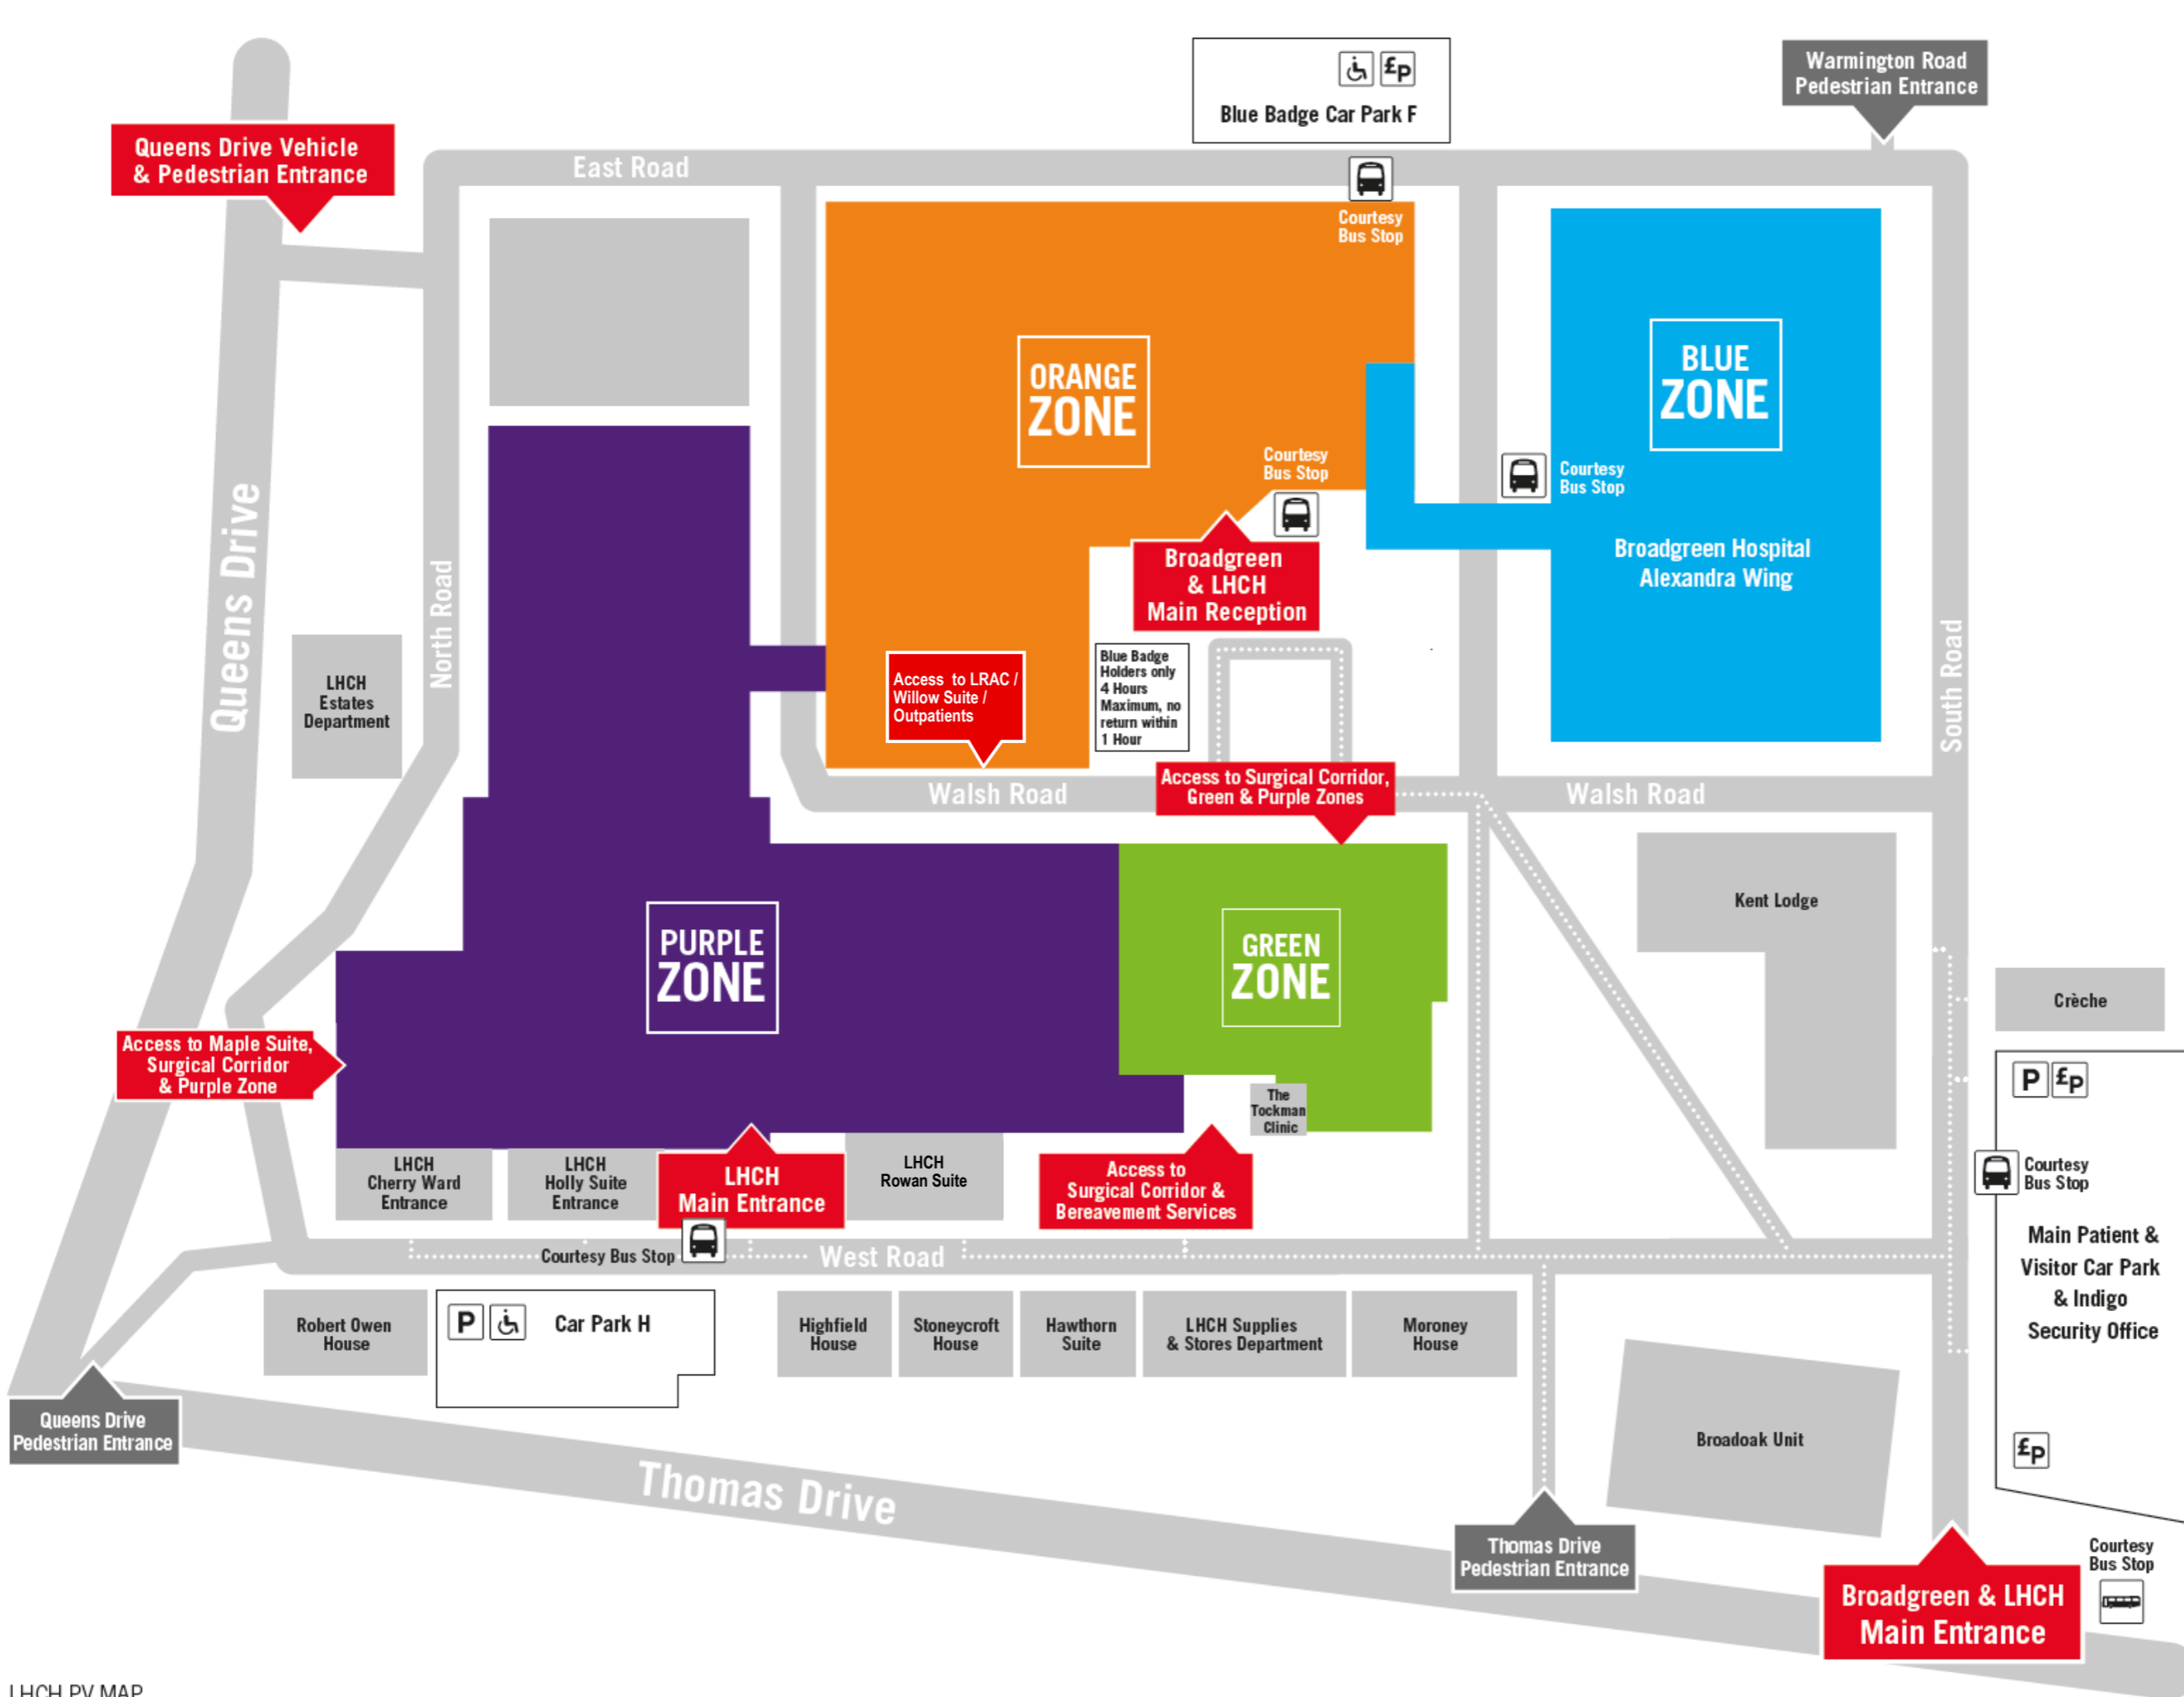 Warmington Road
Pedestrian Entrance
£P
Blue Badge Car Park F
Queens Drive Vehicle
& Pedestrian Entrance
East Road
Courtesy
Bus Stop
ORANGE
ZONE
BLUE
ZONE
Courtesy
Bus Stop
Courtesy
Bus Stop
Queens Drive
North Road
Broadgreen
& LHCH
Main Reception
Broadgreen Hospital
Alexandra Wing
South Road
LHCH
Estates
Department
Access to LRAC /
Willow Suite /
Outpatients
Blue Badge
Holders only
4 Hours
Maximum, no
return within
1 Hour
Walsh Road
Access to Surgical Corridor,
Green & Purple Zones
Walsh Road
PURPLE
ZONE
GREEN
ZONE
Kent Lodge
Crèche
Access to Maple Suite,
Surgical Corridor
& Purple Zone
P
£P
The
Tockman
Clinic
LHCH
Cherry Ward
Entrance
LHCH
Holly Suite
Entrance
LHCH
Main Entrance
LHCH
Rowan Suite
Access to
Surgical Corridor &
Bereavement Services
Courtesy
Bus Stop
Courtesy Bus Stop
West Road
Main Patient &
Visitor Car Park
& Indigo
Security Office
Robert Owen
House
P
Car Park H
Highfield
House
Stoneycroft
House
Hawthorn
Suite
LHCH Supplies
& Stores Department
Moroney
House
Queens Drive
Pedestrian Entrance
Broadoak Unit
£P
Thomas Drive
Thomas Drive
Pedestrian Entrance
Courtesy
Bus Stop
Broadgreen & LHCH
Main Entrance
LHCH PV MAP